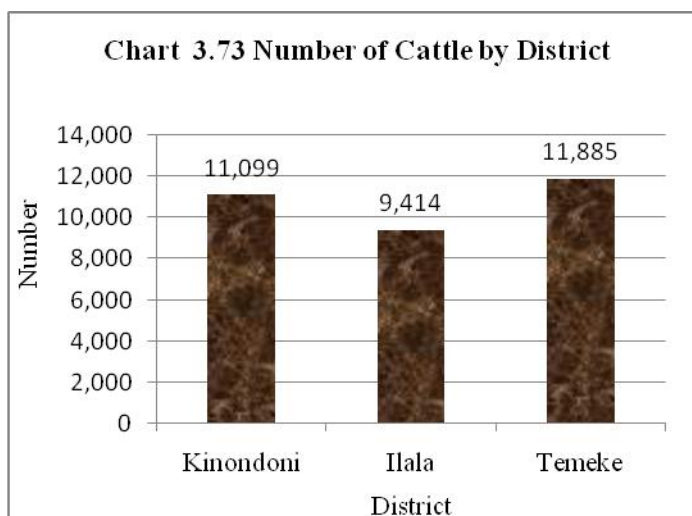 Chart 3.73 Number of Cattle by District
Number
14,000
12,000
10,000
8,000
6,000
4,000
2,000
0
11,099
9,414
11,885
Kinondoni
Ilala
Temeke
District